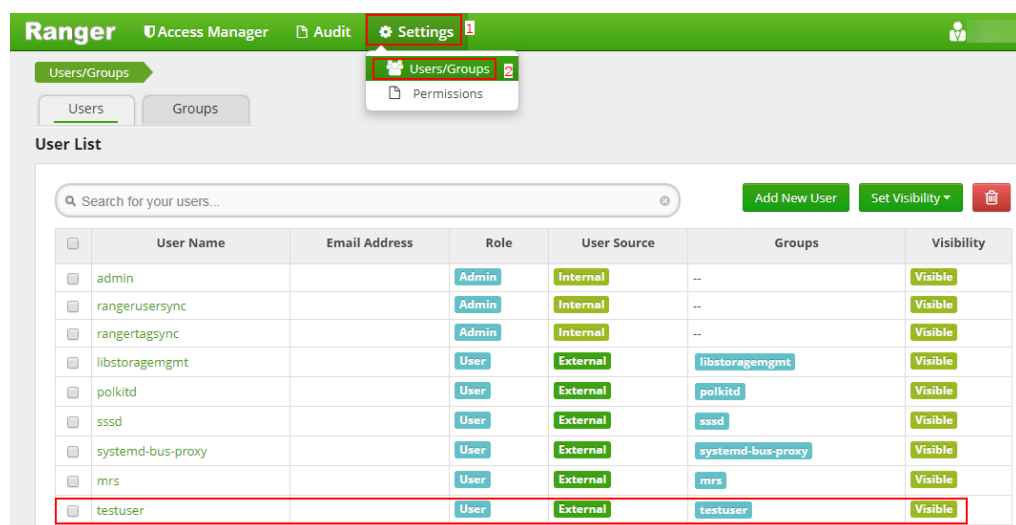 Ranger Access Manager Audit Settings 1
Users/Groups Users/Groups 2
Permissions
Users Groups
User List
Search for your users... Add New User Set Visibility
User Name Email Address Role User Source Groups Visibility
admin Admin Internal -- Visible
rangerusersync Admin Internal -- Visible
rangertagsync Admin Internal -- Visible
libstoragemgmt User External libstoragemgmt Visible
polkitd User External polkitd Visible
sssd User External sssd Visible
systemd-bus-proxy User External systemd-bus-proxy Visible
mrs User External mrs Visible
testuser User External testuser Visible